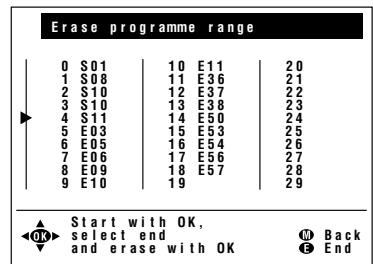 Erase programme range
0 S01 10 E11 20
1 S08 11 E36 21
2 S10 12 E37 22
3 S10 13 E38 23
4 S11 14 E50 24
5 E03 15 E53 25
6 E05 16 E54 26
7 E06 17 E56 27
8 E09 18 E57 28
9 E10 19 29
Start with OK,
OK select end M Back
and erase with OK E End